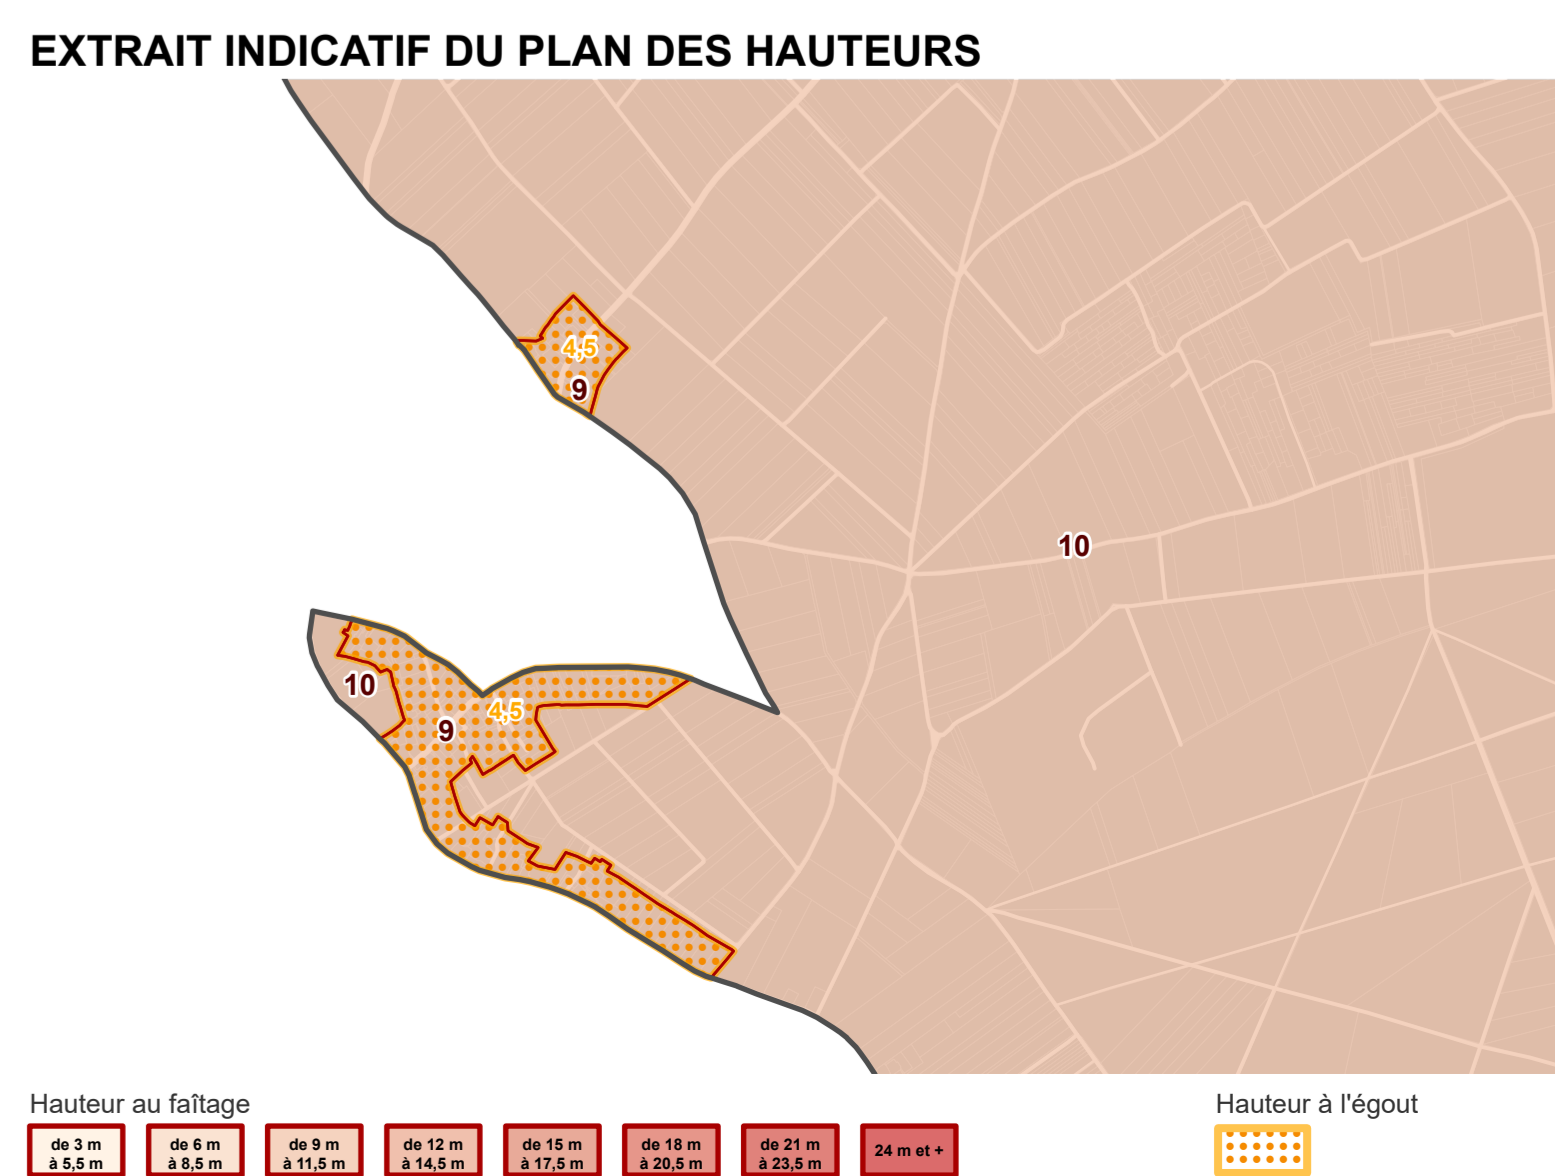 EXTRAIT INDICATIF DU PLAN DES HAUTEURS
4,5
9
10
10
4,5
9
Hauteur au faîtage
Hauteur à l'égout
de 3 m
à 5,5 m
de 6 m
à 8,5 m
de 9 m
à 11,5 m
de 12 m
à 14,5 m
de 15 m
à 17,5 m
de 18 m
à 20,5 m
de 21 m
à 23,5 m
24 m et +